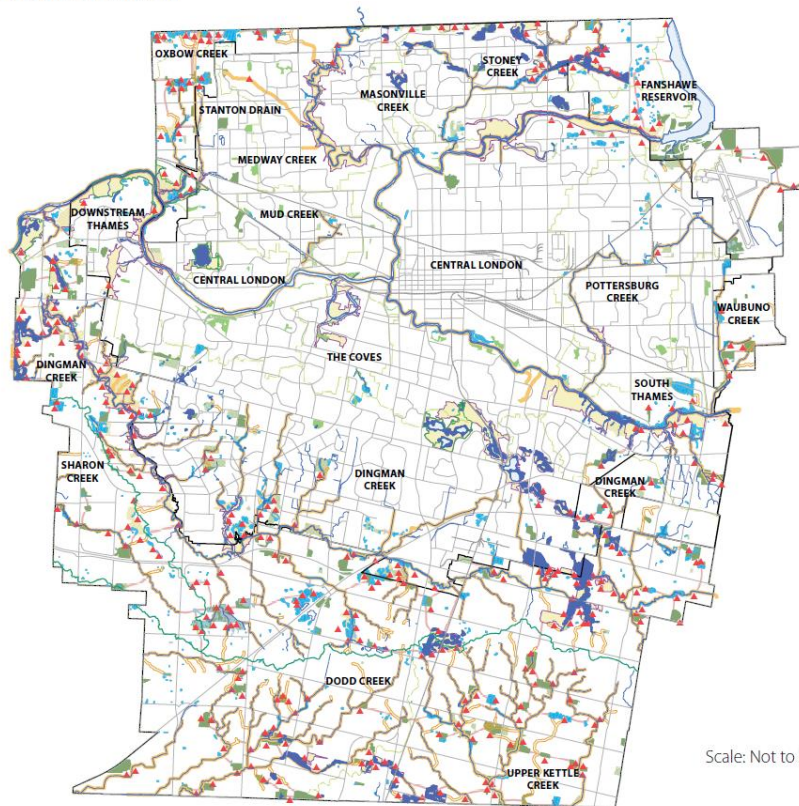 OXBOW CREEK
STONEY
CREEK
MASONVILLE
CREEK
FANSHAWE
RESERVOIR
STANTON DRAIN
MEDWAY CREEK
DOWNSTREAM
THAMES
MUD CREEK
CENTRAL LONDON
CENTRAL LONDON
POTTERSBURG
CREEK
WAUBUNO
CREEK
THE COVES
DINGMAN
CREEK
SOUTH
THAMES
SHARON
CREEK
DINGMAN
CREEK
DINGMAN
CREEK
DODD CREEK
UPPER KETTLE
CREEK
Scale: Not to